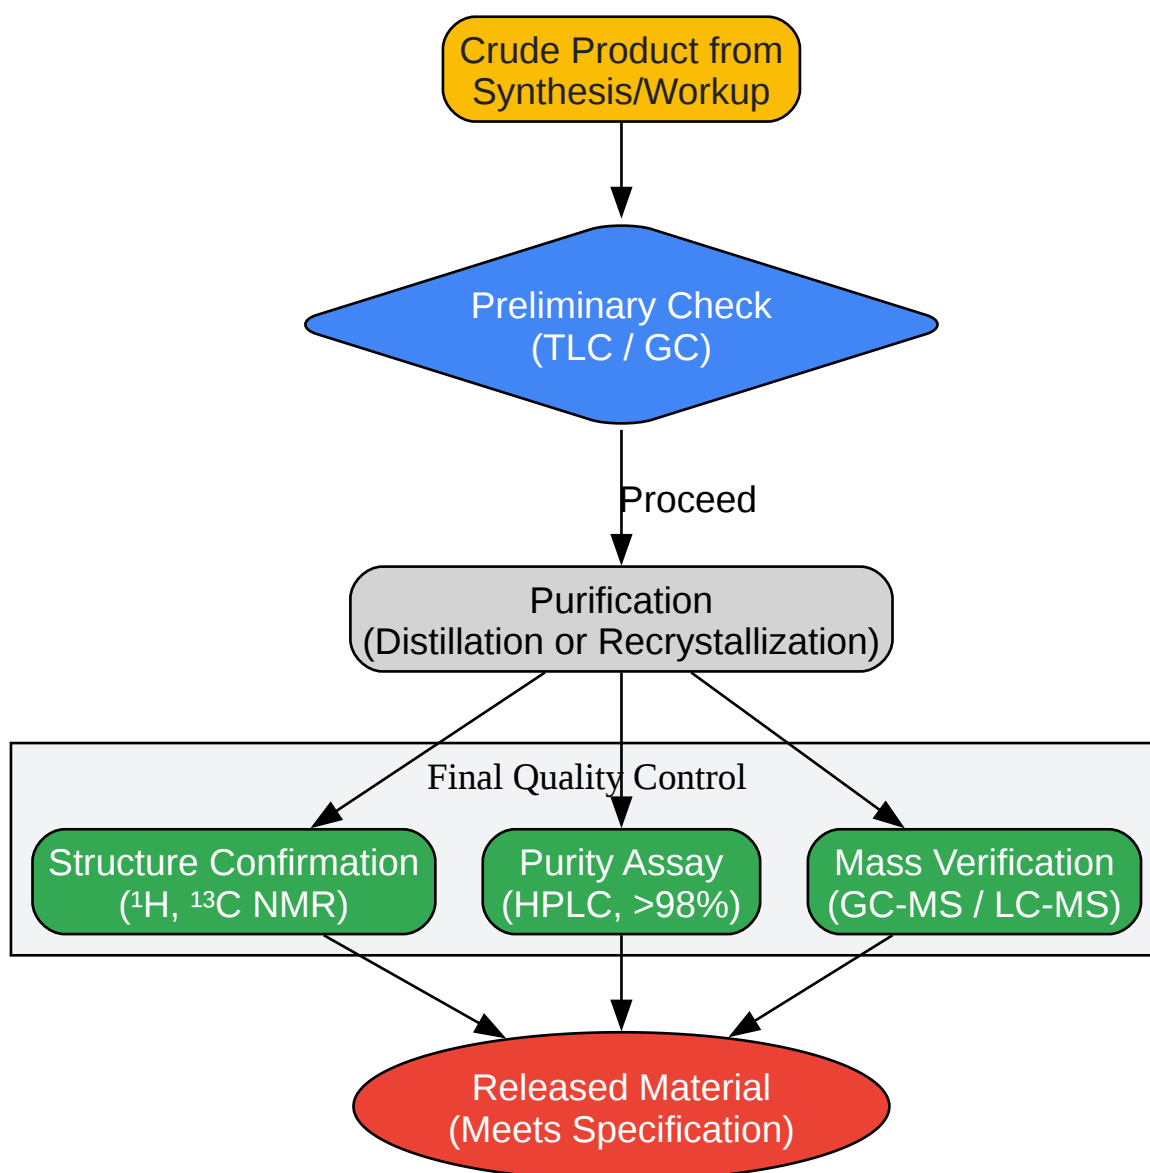 Crude Product from
Synthesis/Workup
Preliminary Check
(TLC / GC)
Proceed
Purification
(Distillation or Recrystallization)
Final Quality Control
Structure Confirmation
(¹H, ¹³C NMR)
Purity Assay
(HPLC, >98%)
Mass Verification
(GC-MS / LC-MS)
Released Material
(Meets Specification)